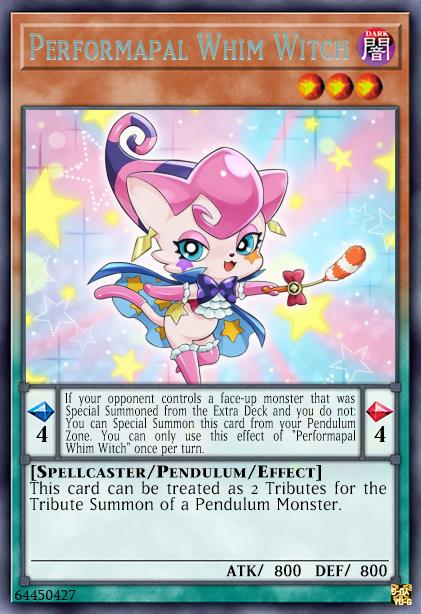 Performapal Whim Witch
DARK
闇
If your opponent controls a face-up monster that was
Special Summoned from the Extra Deck and you do not:
You can Special Summon this card from your Pendulum
Zone. You can only use this effect of "Performapal
Whim Witch" once per turn.
4
4
[Spellcaster/Pendulum/Effect]
This card can be treated as 2 Tributes for the
Tribute Summon of a Pendulum Monster.
ATK/ 800 DEF/ 800
64450427